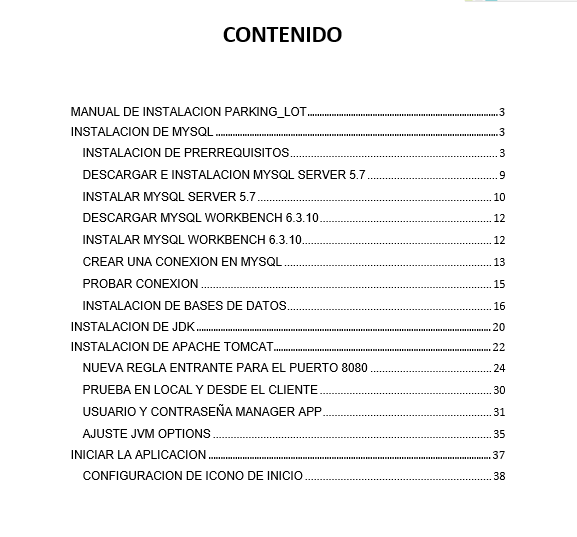 CONTENIDO
MANUAL DE INSTALACION PARKING_LOT 3
INSTALACION DE MYSQL 3
INSTALACION DE PRERREQUISITOS 3
DESCARGAR E INSTALACION MYSQL SERVER 5.7 9
INSTALAR MYSQL SERVER 5.7 10
DESCARGAR MYSQL WORKBENCH 6.3.10 12
INSTALAR MYSQL WORKBENCH 6.3.10 12
CREAR UNA CONEXION EN MYSQL 13
PROBAR CONEXION 15
INSTALACION DE BASES DE DATOS 16
INSTALACION DE JDK 20
INSTALACION DE APACHE TOMCAT 22
NUEVA REGLA ENTRANTE PARA EL PUERTO 8080 24
PRUEBA EN LOCAL Y DESDE EL CLIENTE 30
USUARIO Y CONTRASEÑA MANAGER APP 31
AJUSTE JVM OPTIONS 35
INICIAR LA APLICACION 37
CONFIGURACION DE ICONO DE INICIO 38